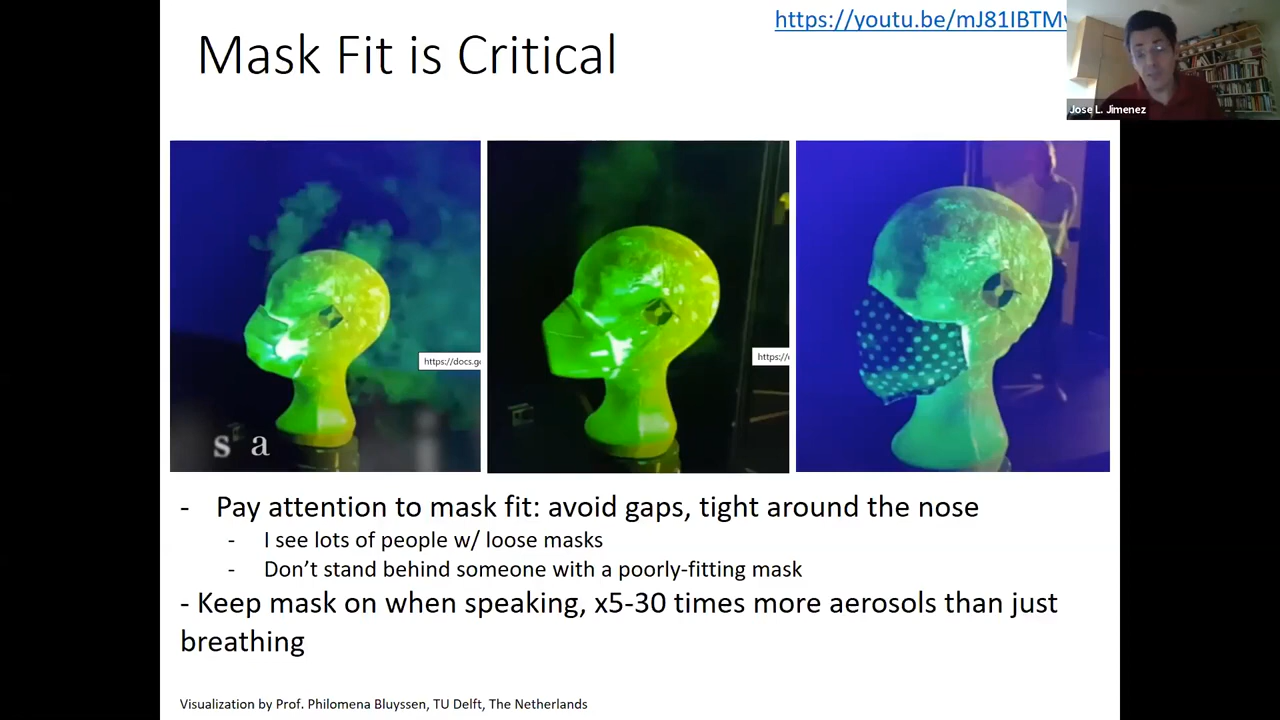 https://youtu.be/mJ81IBTM
Mask Fit is Critical
Jose L. Jimenez
https://docs.g
https://
s a
- Pay attention to mask fit: avoid gaps, tight around the nose
- I see lots of people w/ loose masks
- Don’t stand behind someone with a poorly-fitting mask
- Keep mask on when speaking, x5-30 times more aerosols than just
breathing
Visualization by Prof. Philomena Bluyssen, TU Delft, The Netherlands